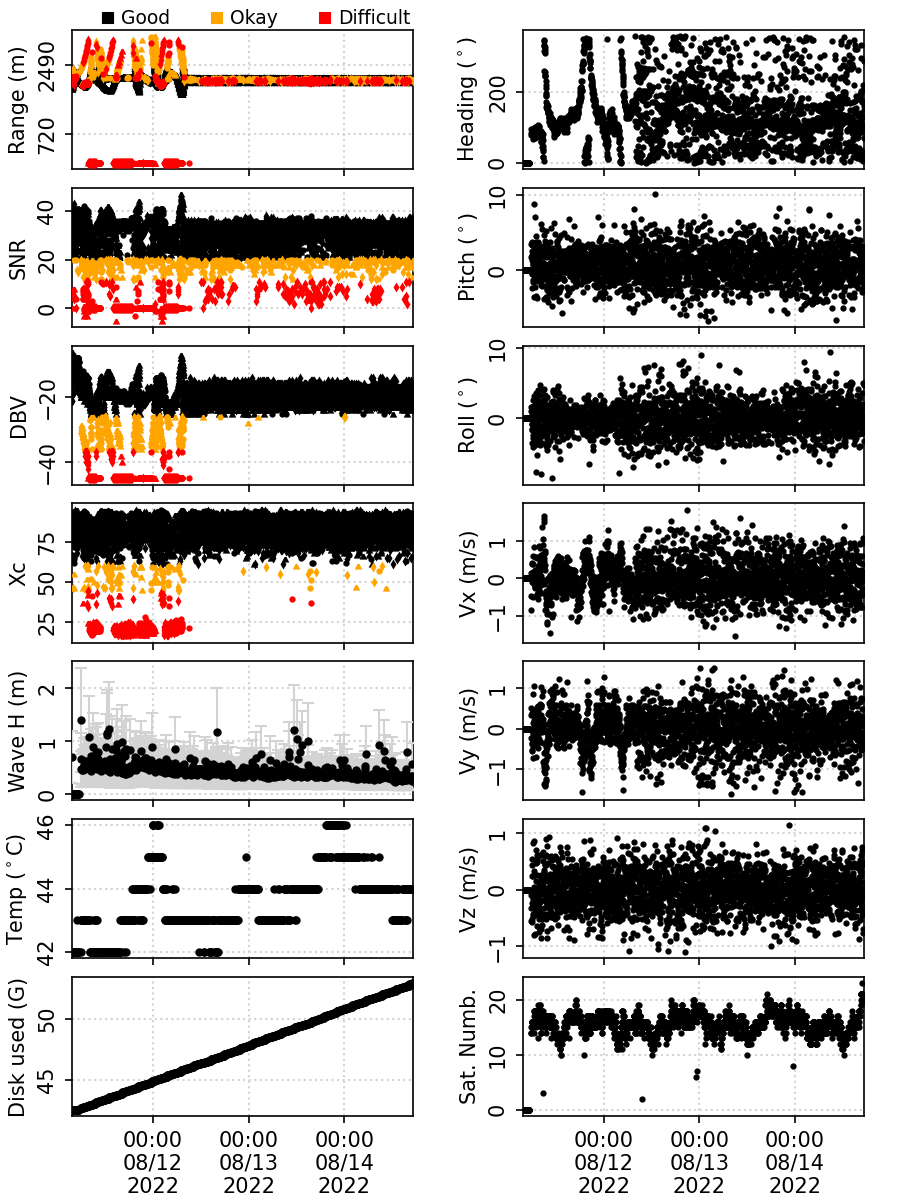 Good Okay Difficult
Range (m)
2490
720
Heading (°)
200
0
SNR
40
20
0
Pitch (°)
10
0
DBV
−20
−40
Roll (°)
10
0
Xc
75
50
25
Vx (m/s)
1
0
−1
Wave H (m)
2
1
0
Vy (m/s)
1
0
−1
Temp (°C)
46
44
42
Vz (m/s)
1
0
−1
Disk used (G)
50
45
Sat. Numb.
20
10
0
00:00 00:00 00:00
08/12 08/13 08/14
2022 2022 2022
00:00 00:00 00:00
08/12 08/13 08/14
2022 2022 2022